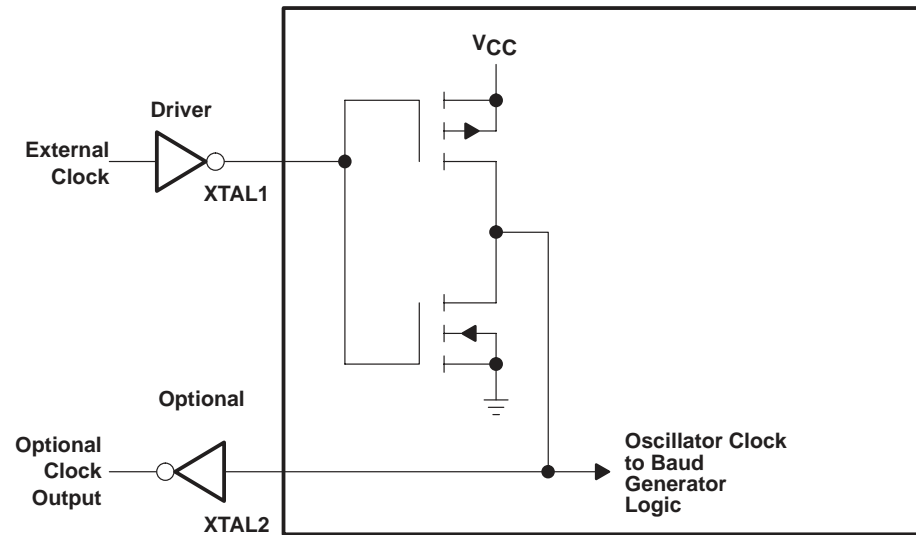 VCC
Driver
External
Clock
XTAL1
Optional
Optional
Clock
Output
XTAL2
Oscillator Clock
to Baud
Generator
Logic